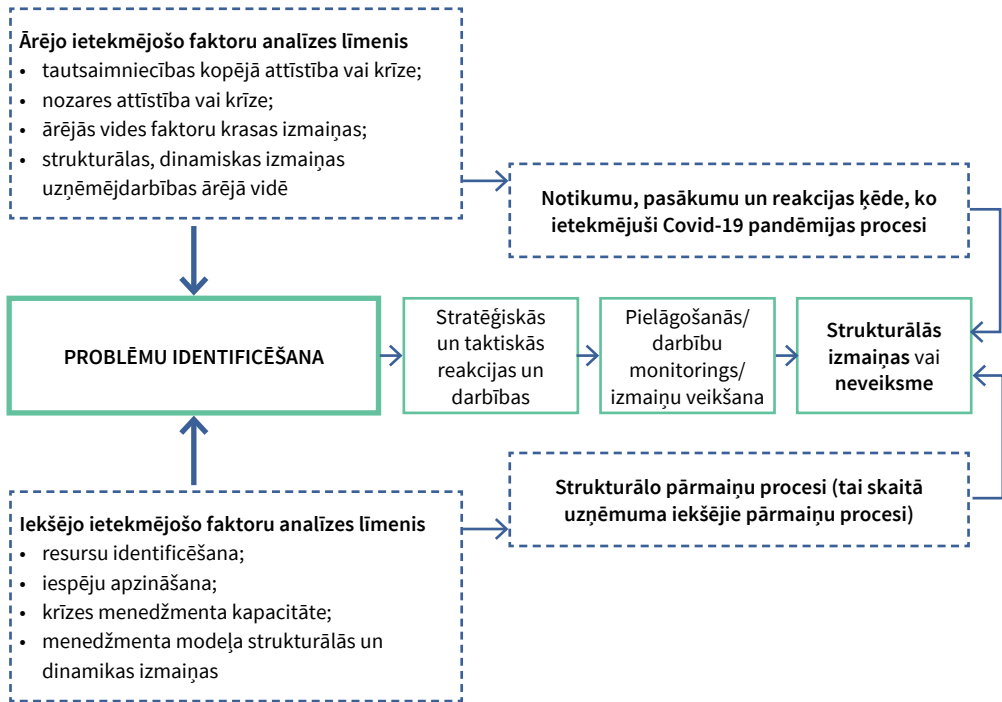 Ārējo ietekmējošo faktoru analīzes līmenis
• tautsaimniecības kopējā attīstība vai krīze;
• nozares attīstība vai krīze;
• ārējās vides faktoru krasas izmaiņas;
• strukturālas, dinamiskas izmaiņas
uzņēmējdarbības ārējā vidē
Notikumu, pasākumu un reakcijas ķēde, ko
ietekmējuši Covid-19 pandēmijas procesi
PROBLĒMU IDENTIFICĒŠANA
Stratēģiskās
un taktiskās
reakcijas un
darbības
Pielāgošanās/
darbību
monitorings/
izmaiņu veikšana
Strukturālās
izmaiņas vai
neveiksme
Strukturālo pārmaiņu procesi (tai skaitā
uzņēmuma iekšējie pārmaiņu procesi)
Iekšējo ietekmējošo faktoru analīzes līmenis
• resursu identificēšana;
• iespēju apzināšana;
• krīzes menedžmenta kapacitāte;
• menedžmenta modeļa strukturālās un
dinamikas izmaiņas